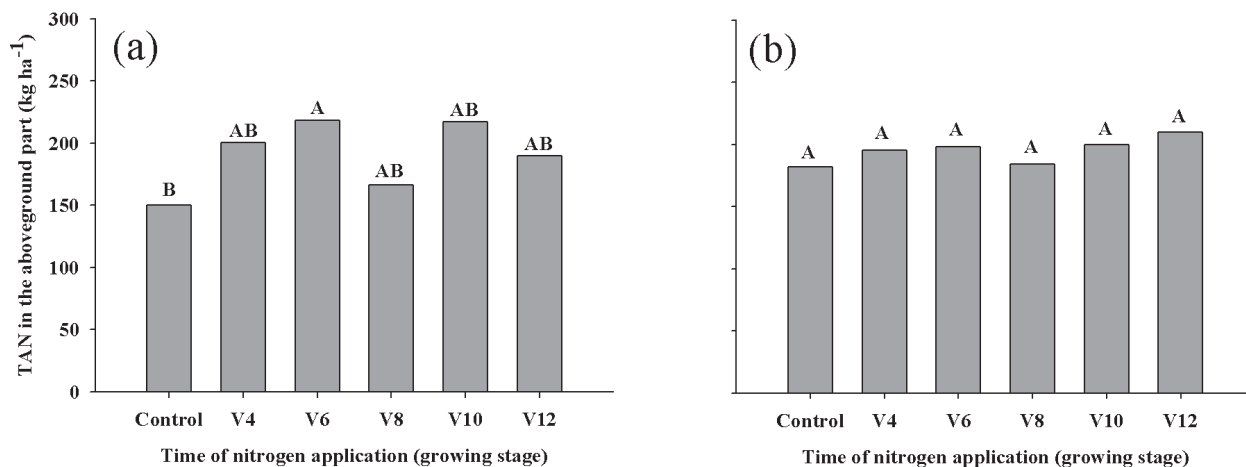 (a)
TAN in the aboveground part (kg ha⁻¹)
300
250
200
150
100
50
0
B
AB
A
AB
AB
AB
Control V4 V6 V8 V10 V12
Time of nitrogen application (growing stage)
(b)
A
A
A
A
A
A
Control V4 V6 V8 V10 V12
Time of nitrogen application (growing stage)